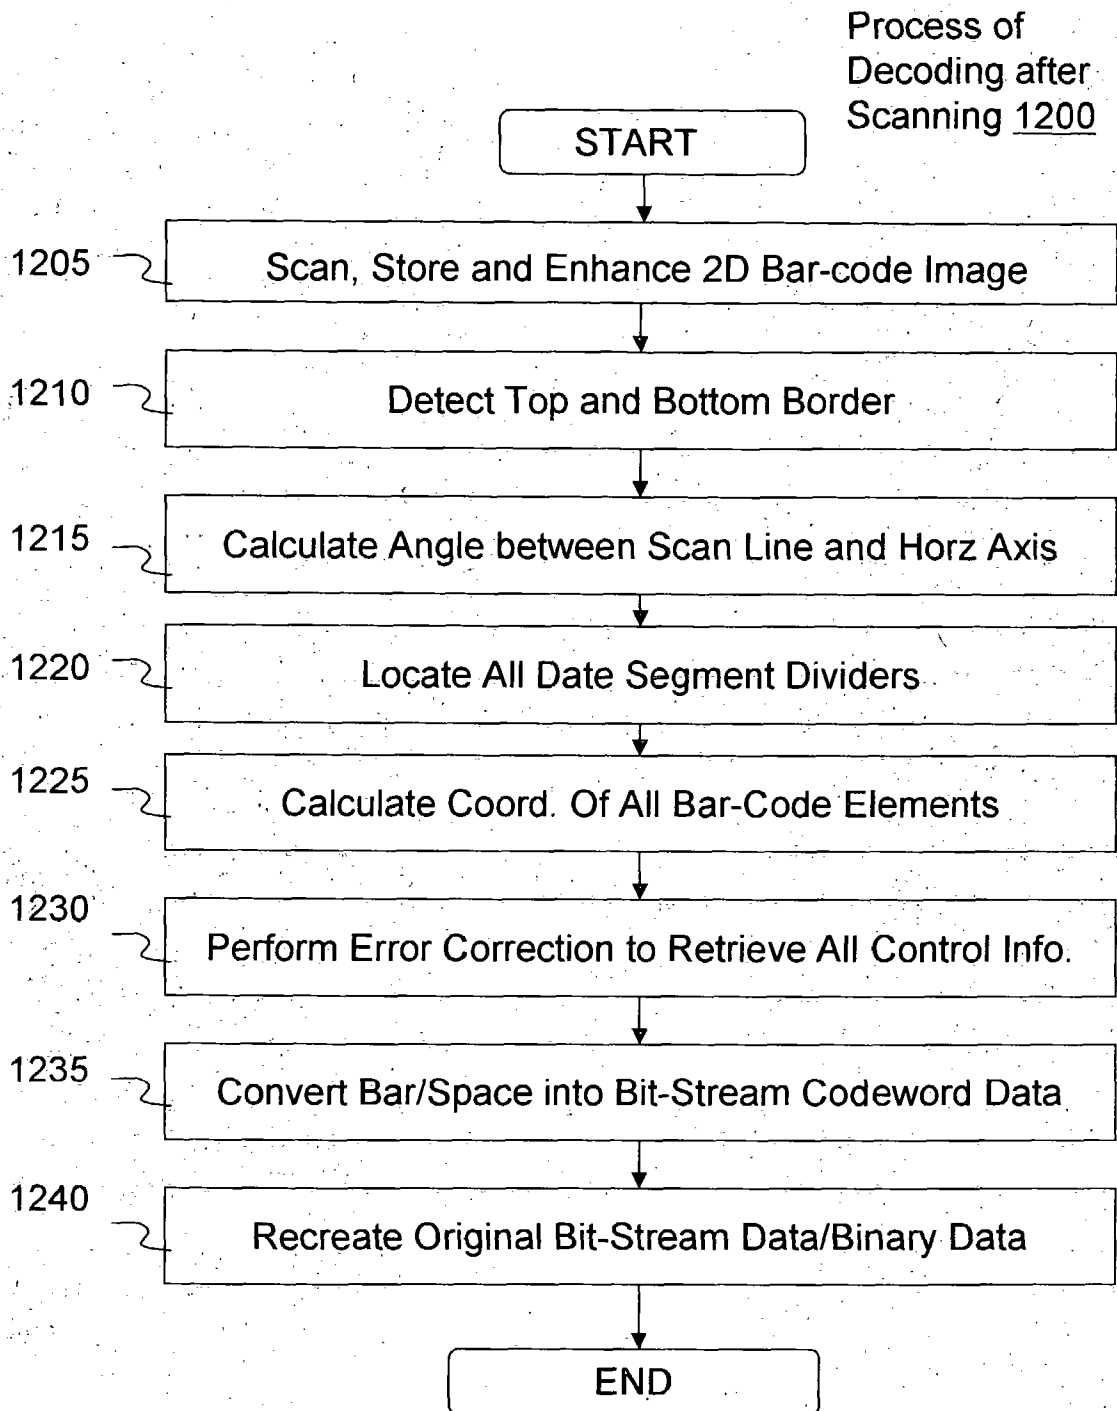 Process of
Decoding after
Scanning 1200
START
1205
Scan, Store and Enhance 2D Bar-code Image
1210
Detect Top and Bottom Border
1215
Calculate Angle between Scan Line and Horz Axis
1220
Locate All Date Segment Dividers
1225
Calculate Coord. Of All Bar-Code Elements
1230
Perform Error Correction to Retrieve All Control Info.
1235
Convert Bar/Space into Bit-Stream Codeword Data
1240
Recreate Original Bit-Stream Data/Binary Data
END